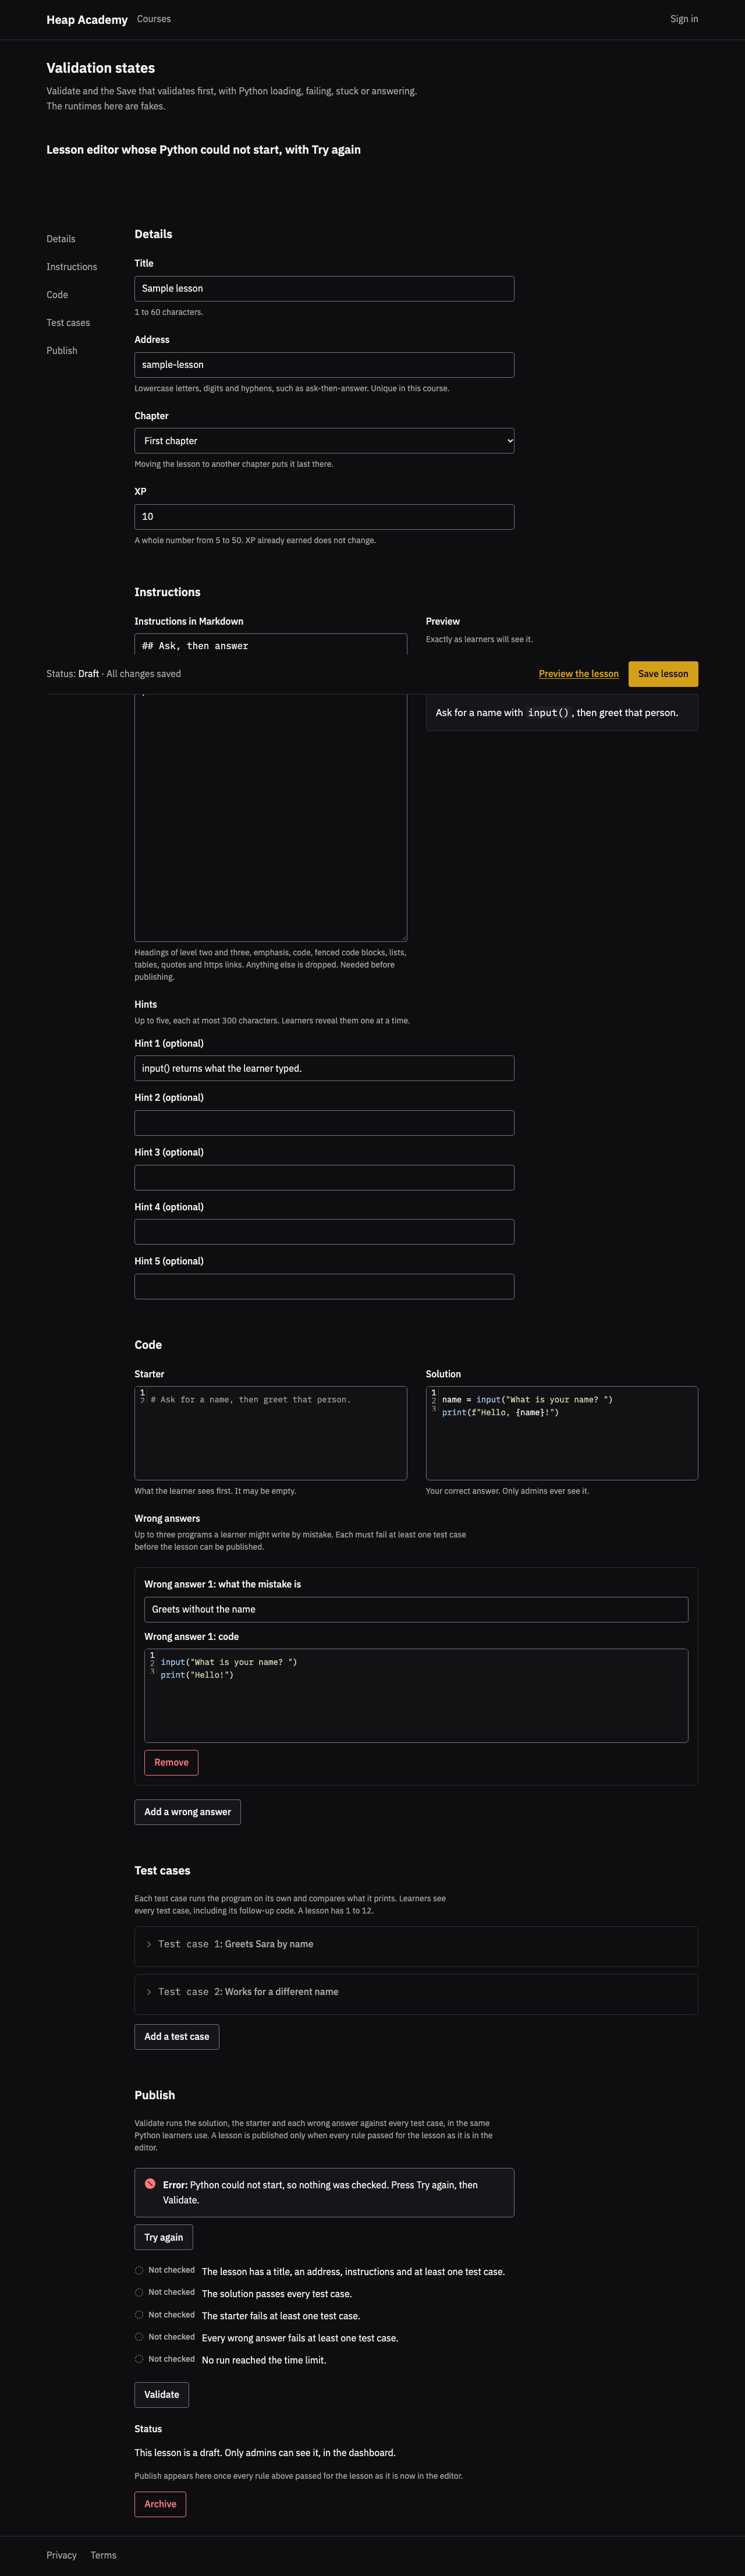 Heap Academy Courses Sign in
Validation states
Validate and the Save that validates first, with Python loading, failing, stuck or answering.
The runtimes here are fakes.
Lesson editor whose Python could not start, with Try again
Details
Instructions
Code
Test cases
Publish
Details
Title
Sample lesson
1 to 60 characters.
Address
sample-lesson
Lowercase letters, digits and hyphens, such as ask-then-answer. Unique in this course.
Chapter
First chapter
Moving the lesson to another chapter puts it last there.
XP
10
A whole number from 5 to 50. XP already earned does not change.
Instructions
Instructions in Markdown
## Ask, then answer
Preview
Exactly as learners will see it.
Status: Draft · All changes saved
Preview the lesson Save lesson
Ask for a name with input(), then greet that person.
Headings of level two and three, emphasis, code, fenced code blocks, lists,
tables, quotes and https links. Anything else is dropped. Needed before
publishing.
Hints
Up to five, each at most 300 characters. Learners reveal them one at a time.
Hint 1 (optional)
input() returns what the learner typed.
Hint 2 (optional)
Hint 3 (optional)
Hint 4 (optional)
Hint 5 (optional)
Code
Starter
1
2
# Ask for a name, then greet that person.
What the learner sees first. It may be empty.
Solution
1
2
3
name = input("What is your name? ")
print(f"Hello, {name}!")
Your correct answer. Only admins ever see it.
Wrong answers
Up to three programs a learner might write by mistake. Each must fail at least one test case
before the lesson can be published.
Wrong answer 1: what the mistake is
Greets without the name
Wrong answer 1: code
1
2
3
input("What is your name? ")
print("Hello!")
Remove
Add a wrong answer
Test cases
Each test case runs the program on its own and compares what it prints. Learners see
every test case, including its follow-up code. A lesson has 1 to 12.
Test case 1: Greets Sara by name
Test case 2: Works for a different name
Add a test case
Publish
Validate runs the solution, the starter and each wrong answer against every test case, in the same
Python learners use. A lesson is published only when every rule passed for the lesson as it is in the
editor.
Error: Python could not start, so nothing was checked. Press Try again, then
Validate.
Try again
Not checked The lesson has a title, an address, instructions and at least one test case.
Not checked The solution passes every test case.
Not checked The starter fails at least one test case.
Not checked Every wrong answer fails at least one test case.
Not checked No run reached the time limit.
Validate
Status
This lesson is a draft. Only admins can see it, in the dashboard.
Publish appears here once every rule above passed for the lesson as it is now in the editor.
Archive
Privacy Terms